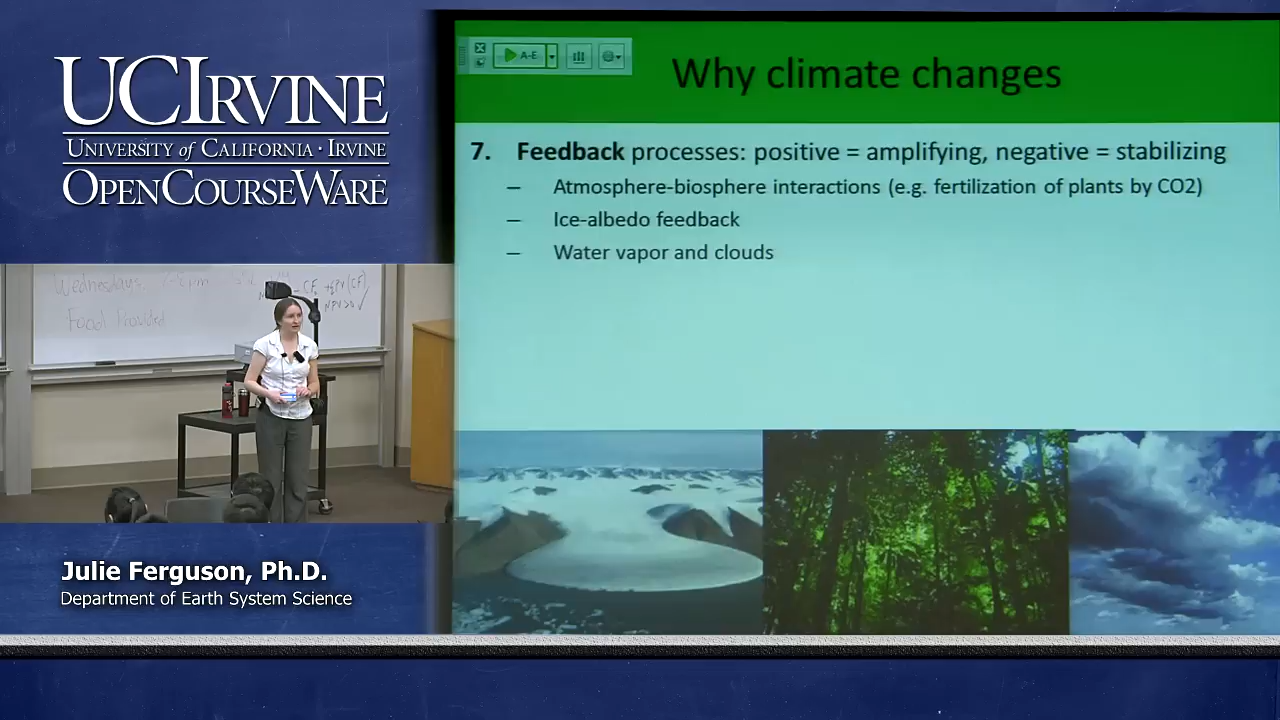 UCIRVINE
UNIVERSITY of CALIFORNIA · IRVINE
OPENCOURSEWARE
Wednesdays
Food Provided
Julie Ferguson, Ph.D.
Department of Earth System Science
A-E
Why climate changes
7. Feedback processes: positive = amplifying, negative = stabilizing
– Atmosphere-biosphere interactions (e.g. fertilization of plants by CO2)
– Ice-albedo feedback
– Water vapor and clouds